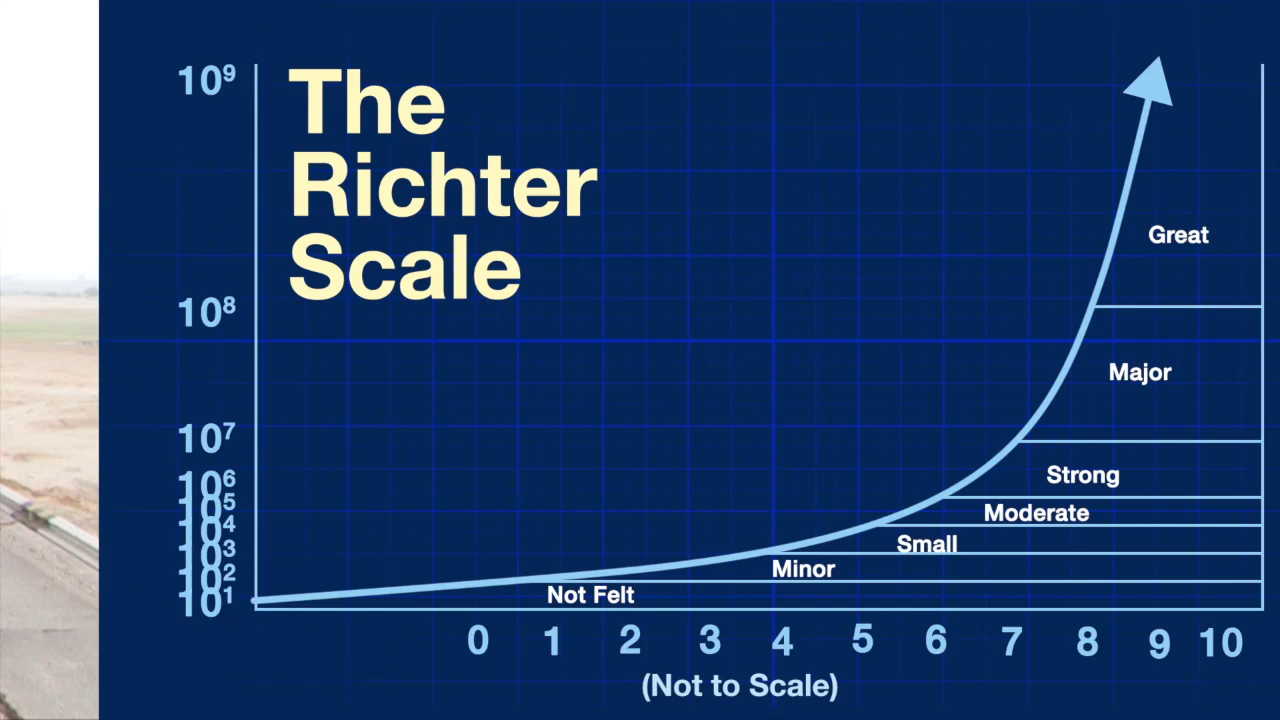 The
Richter
Scale
10⁹
10⁸
10⁷
10⁶
10⁵
10⁴
10³
10²
10¹
Great
Major
Strong
Moderate
Small
Minor
Not Felt
0 1 2 3 4 5 6 7 8 9 10
(Not to Scale)